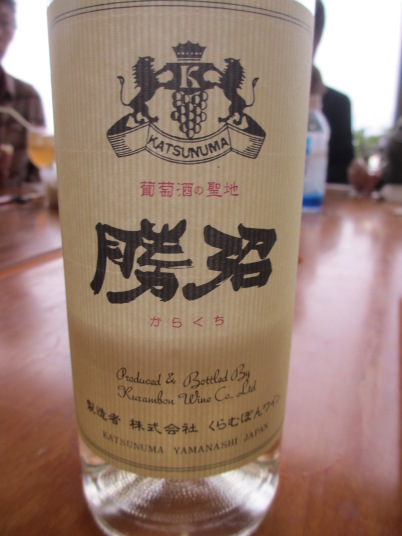 K
KATSUNUMA
葡萄酒の聖地
勝沼
からくち
Produced & Bottled By
Kurambon Wine Co., Ltd
製造者 株式会社 くらむぼんワイン
KATSUNUMA YAMANASHI JAPAN